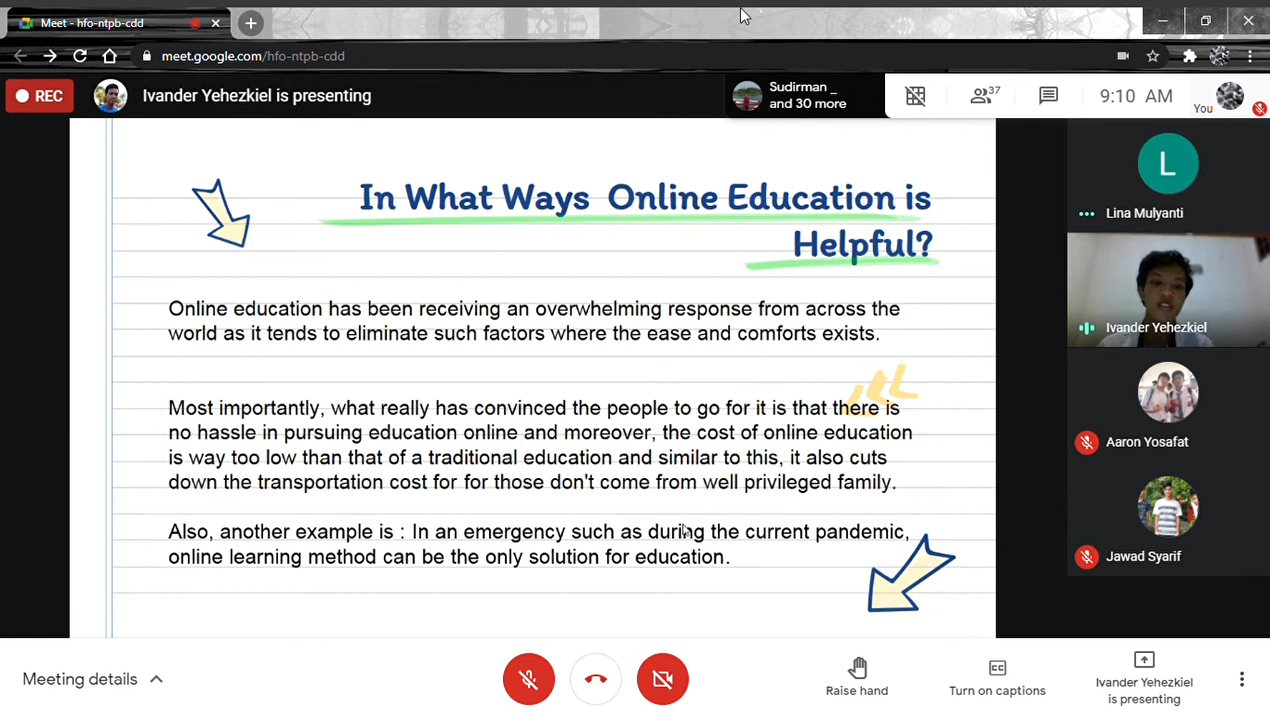 Meet - hfo-ntpb-cdd
meet.google.com/hfo-ntpb-cdd
REC
Ivander Yehezkiel is presenting
Sudirman _
and 30 more
37
9:10 AM
You
In What Ways Online Education is
Helpful?
Online education has been receiving an overwhelming response from across the
world as it tends to eliminate such factors where the ease and comforts exists.
Most importantly, what really has convinced the people to go for it is that there is
no hassle in pursuing education online and moreover, the cost of online education
is way too low than that of a traditional education and similar to this, it also cuts
down the transportation cost for for those don't come from well privileged family.
Also, another example is : In an emergency such as during the current pandemic,
online learning method can be the only solution for education.
L
Lina Mulyanti
Ivander Yehezkiel
Aaron Yosafat
Jawad Syarif
Meeting details
Raise hand
CC
Turn on captions
Ivander Yehezkiel
is presenting